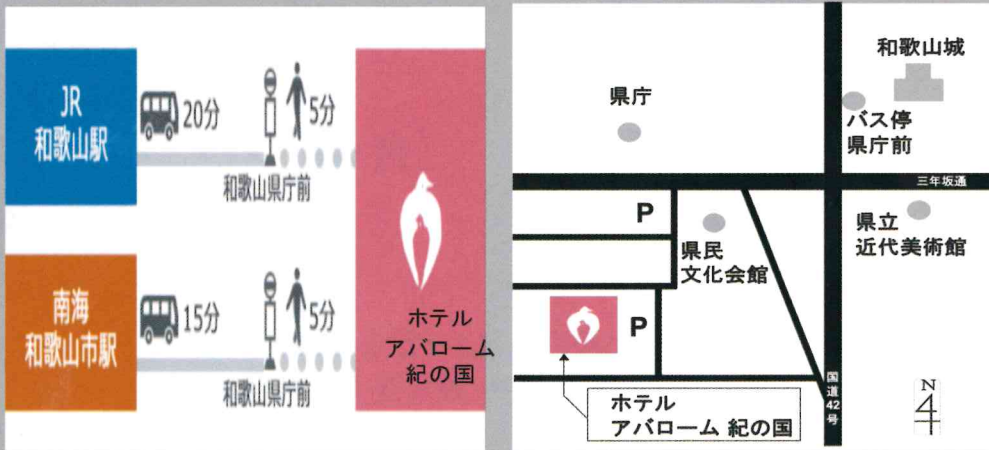 JR
和歌山駅
20分
5分
和歌山県庁前
南海
和歌山市駅
15分
5分
和歌山県庁前
ホテル
アバローム
紀の国
和歌山城
県庁
バス停
県庁前
三年坂通
P
県民
文化会館
県立
近代美術館
P
国道42号
N
ホテル
アバローム 紀の国